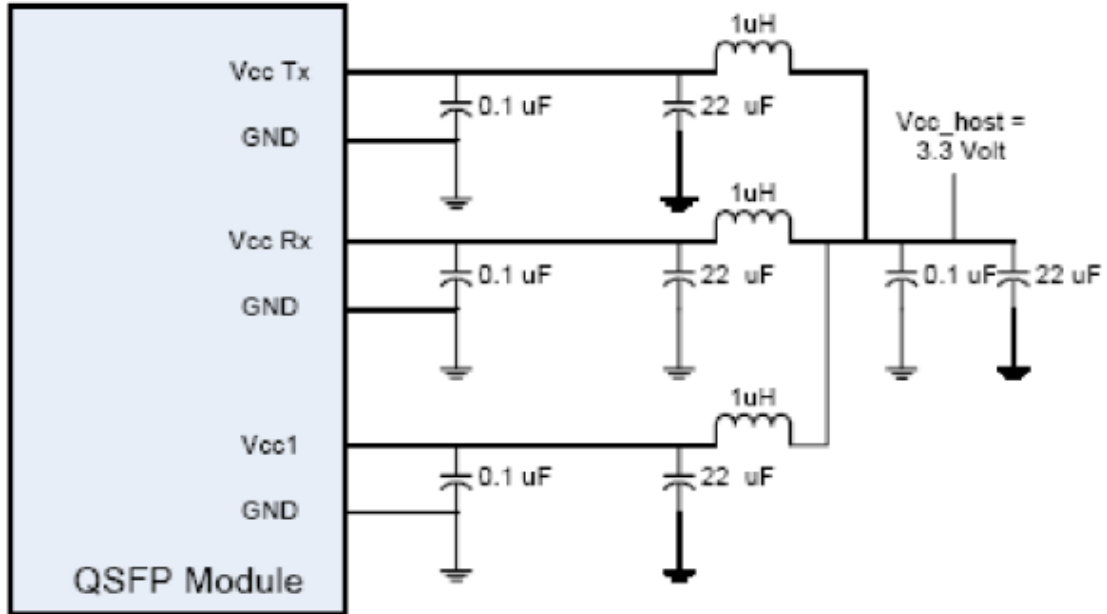 1uH
Vcc Tx
0.1 uF
22 uF
GND
Vcc_host =
3.3 Volt
1uH
Vcc Rx
0.1 uF
22 uF
0.1 uF
22 uF
GND
1uH
Vcc1
0.1 uF
22 uF
GND
QSFP Module